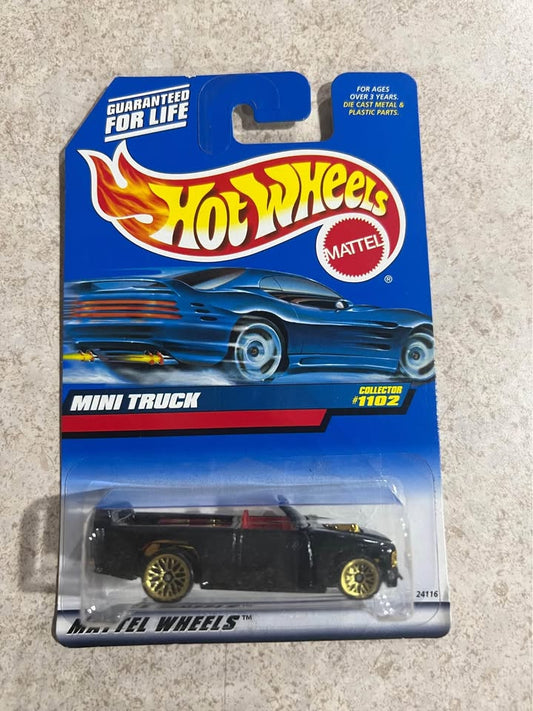 GUARANTEED
FOR LIFE
FOR AGES
OVER 3 YEARS.
DIE CAST METAL &
PLASTIC PARTS.
HOT WHEELS
MATTEL
®
MINI TRUCK
COLLECTOR
#1102
24116
MATTEL WHEELS™